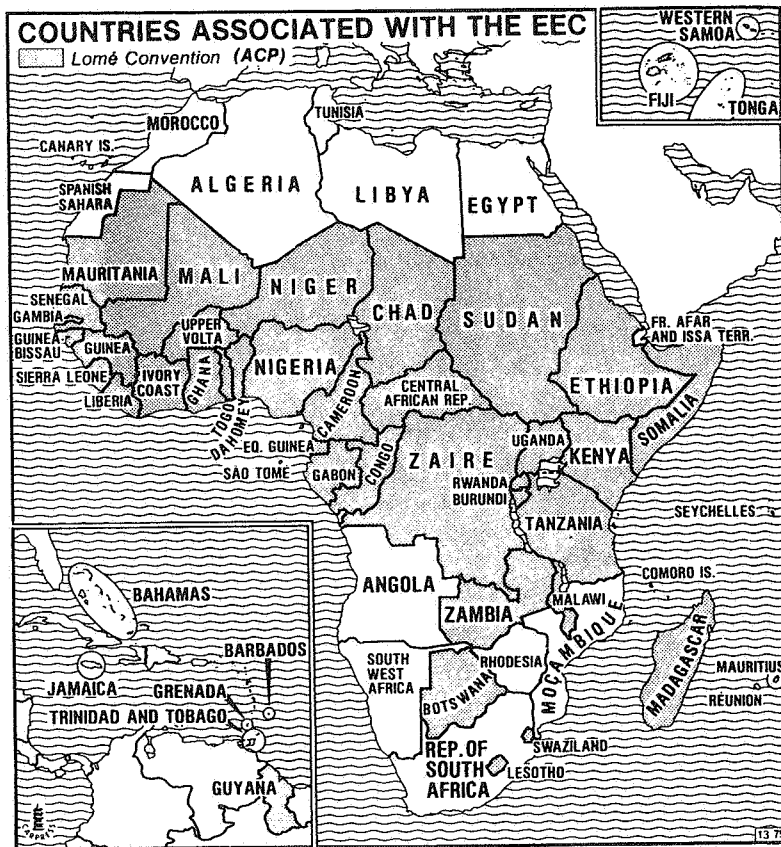 COUNTRIES ASSOCIATED WITH THE EEC
Lomé Convention (ACP)
WESTERN
SAMOA
FIJI
TONGA
MOROCCO
TUNISIA
CANARY IS.
ALGERIA
LIBYA
EGYPT
SPANISH
SAHARA
MAURITANIA
MALI
NIGER
CHAD
SUDAN
SENEGAL
GAMBIA
GUINEA
BISSAU
GUINEA
UPPER
VOLTA
NIGERIA
FR. AFAR
AND ISSA TERR.
SIERRA LEONE
IVORY
COAST
GHANA
LIBERIA
TOGO
DAHOMEY
CAMEROON
CENTRAL
AFRICAN REP.
ETHIOPIA
SOMALIA
EQ. GUINEA
SÃO TOME
GABON
CONGO
ZAIRE
UGANDA
KENYA
RWANDA
BURUNDI
TANZANIA
SEYCHELLES
COMORO IS.
ANGOLA
ZAMBIA
MALAWI
MOÇAMBIQUE
MADAGASCAR
MAURITIUS
RÉUNION
SOUTH
WEST
AFRICA
RHODESIA
BOTSWANA
REP. OF
SOUTH
AFRICA
SWAZILAND
LESOTHO
BAHAMAS
BARBADOS
JAMAICA
GRENADA
TRINIDAD AND TOBAGO
GUYANA